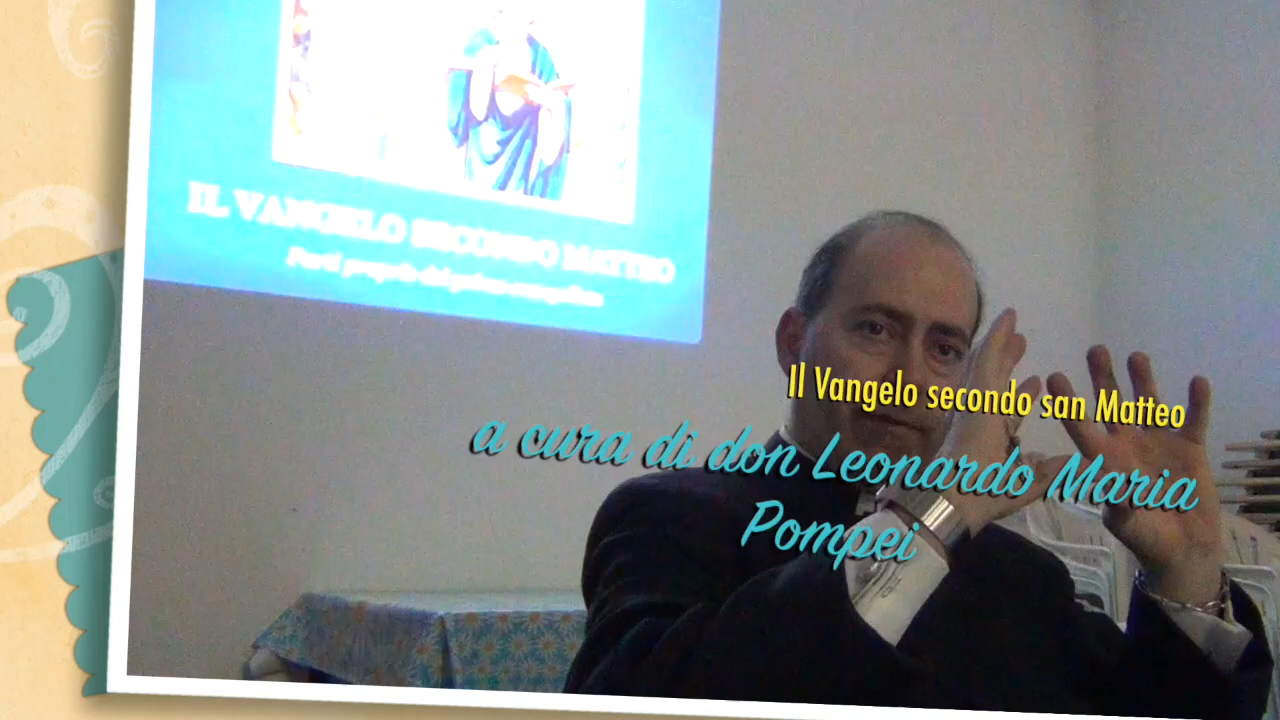 IL VANGELO SECONDO MATTEO
Il Vangelo secondo san Matteo
a cura di don Leonardo Maria
Pompei